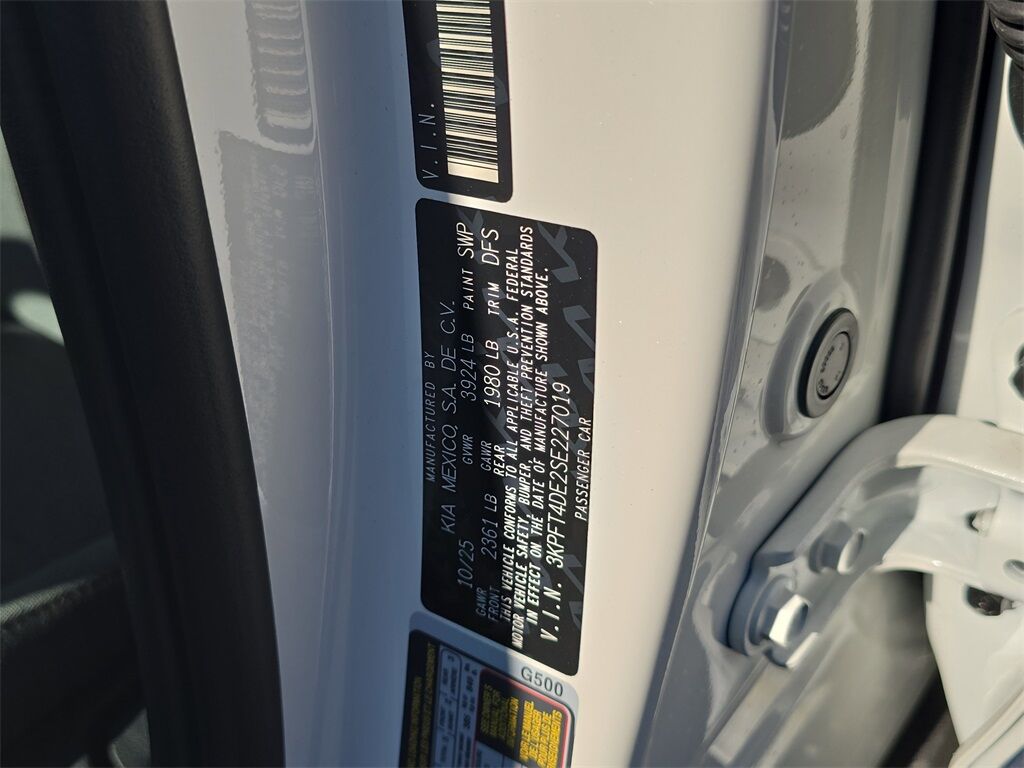 V.I.N.
MANUFACTURED BY
KIA MEXICO, S.A. DE C.V.
10/25 GVWR 3924 LB PAINT SWP
GAWR FRONT 2361 LB GAWR REAR 1980 LB TRIM DFS
THIS VEHICLE CONFORMS TO ALL APPLICABLE U.S.A. FEDERAL
MOTOR VEHICLE SAFETY, BUMPER, AND THEFT PREVENTION STANDARDS
IN EFFECT ON THE DATE OF MANUFACTURE SHOWN ABOVE.
V.I.N. 3KPFT4DE2SE227019
PASSENGER CAR
G500